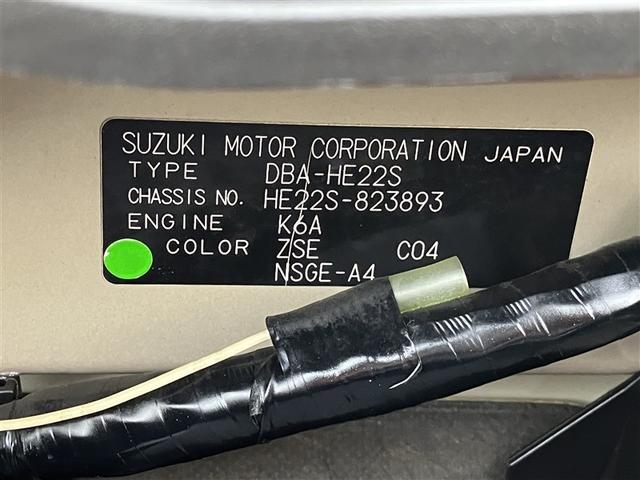 SUZUKI MOTOR CORPORATION JAPAN
TYPE DBA-HE22S
CHASSIS NO. HE22S-823893
ENGINE K6A
COLOR ZSE C04
NSGE-A4